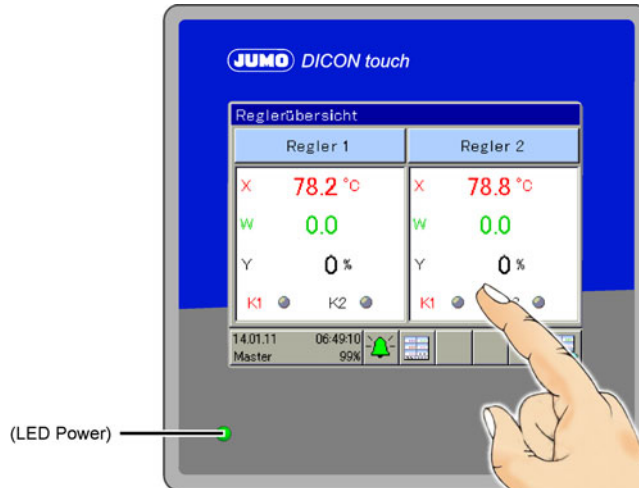 JUMO DICON touch
Reglerübersicht
Regler 1 Regler 2
X 78.2 °C X 78.8 °C
W 0.0 W 0.0
Y 0 % Y 0 %
K1 K2 K1
14.01.11 06:49:10
Master 99%
(LED Power)